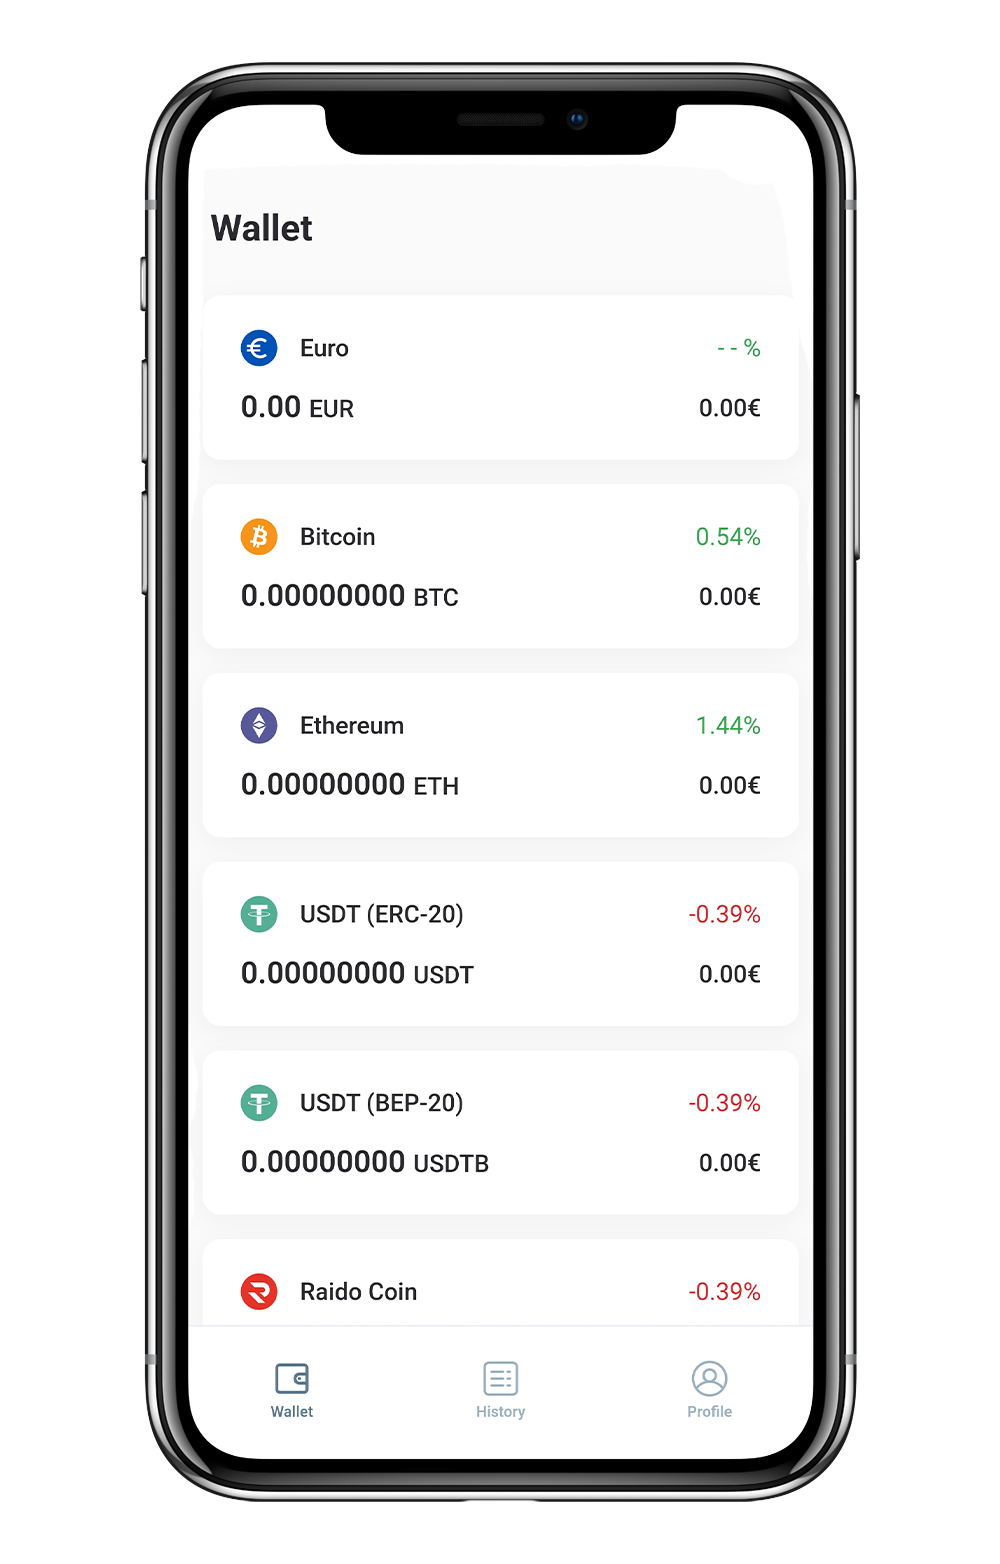 Wallet
Euro - - %
0.00 EUR 0.00€
Bitcoin 0.54%
0.00000000 BTC 0.00€
Ethereum 1.44%
0.00000000 ETH 0.00€
USDT (ERC-20) -0.39%
0.00000000 USDT 0.00€
USDT (BEP-20) -0.39%
0.00000000 USDTB 0.00€
Raido Coin -0.39%
Wallet History Profile